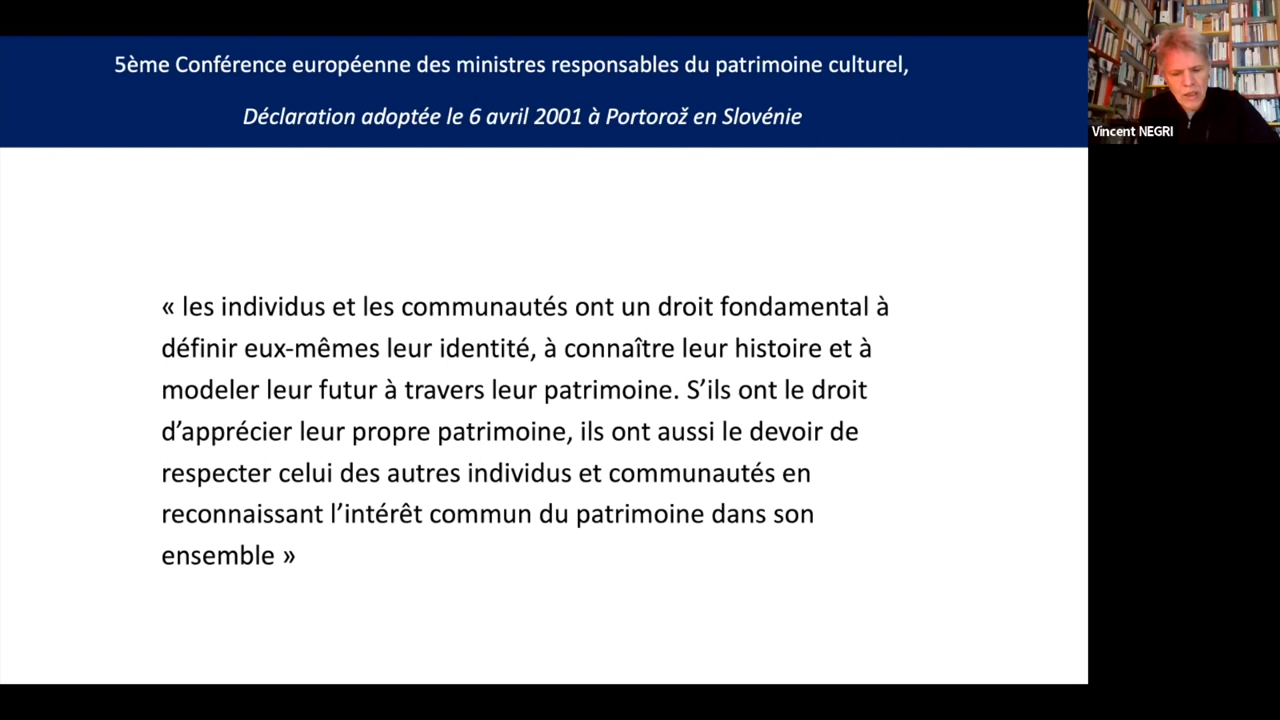 5ème Conférence européenne des ministres responsables du patrimoine culturel,
Déclaration adoptée le 6 avril 2001 à Portorož en Slovénie
Vincent NEGRI
« les individus et les communautés ont un droit fondamental à
définir eux-mêmes leur identité, à connaître leur histoire et à
modeler leur futur à travers leur patrimoine. S’ils ont le droit
d’apprécier leur propre patrimoine, ils ont aussi le devoir de
respecter celui des autres individus et communautés en
reconnaissant l’intérêt commun du patrimoine dans son
ensemble »